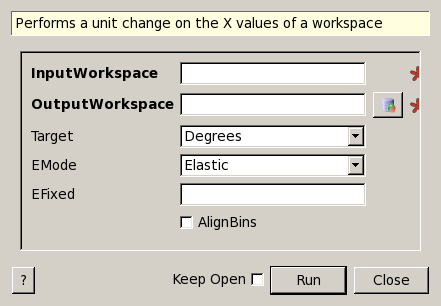 Performs a unit change on the X values of a workspace
InputWorkspace
OutputWorkspace
Target Degrees
EMode Elastic
EFixed
AlignBins
? Keep Open Run Close